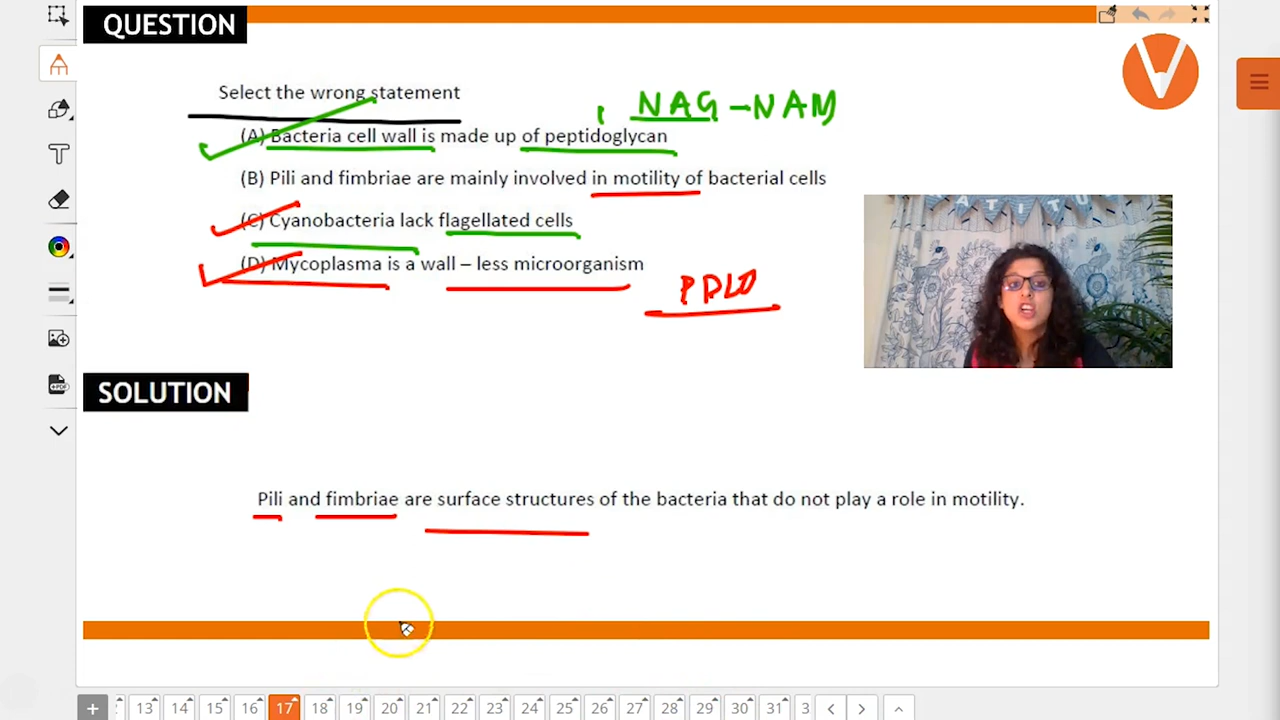 QUESTION
Select the wrong statement
NAG - NAM
(A) Bacteria cell wall is made up of peptidoglycan
(B) Pili and fimbriae are mainly involved in motility of bacterial cells
(C) Cyanobacteria lack flagellated cells
(D) Mycoplasma is a wall – less microorganism
SOLUTION
Pili and fimbriae are surface structures of the bacteria that do not play a role in motility.
13 14 15 16 17 18 19 20 21 22 23 24 25 26 27 28 29 30 31 3